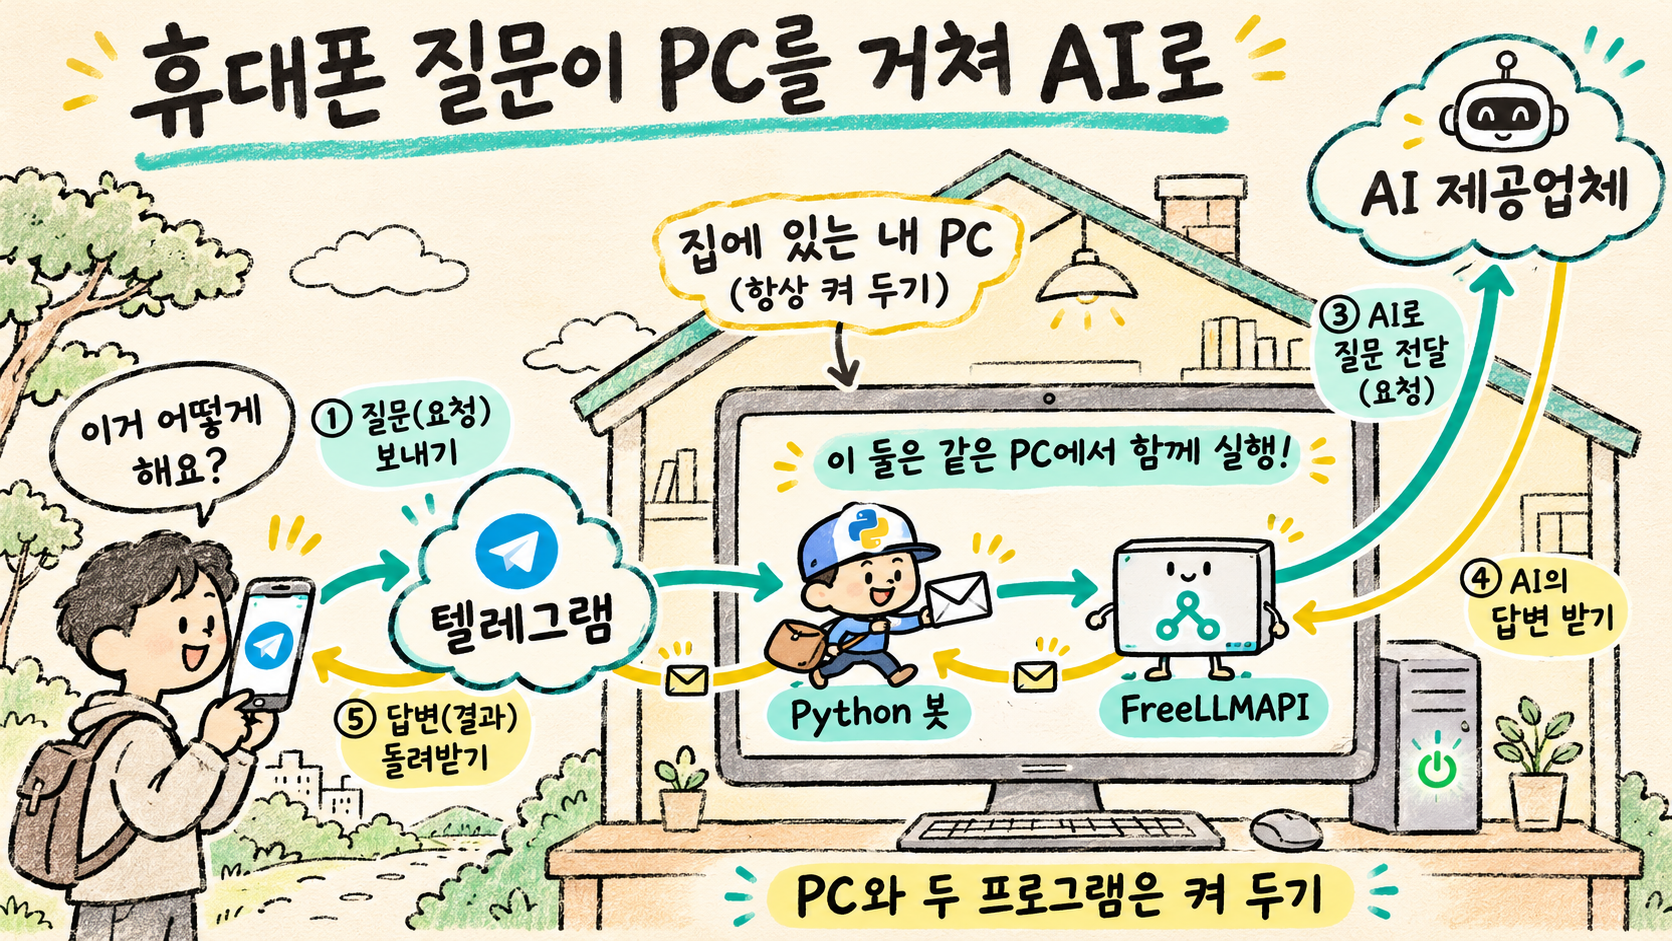 휴대폰 질문이 PC를 거쳐 AI로
AI 제공업체
집에 있는 내 PC
(항상 켜 두기)
③ AI로
질문 전달
(요청)
이거 어떻게
해요?
① 질문(요청)
보내기
이 둘은 같은 PC에서 함께 실행!
텔레그램
④ AI의
답변 받기
⑤ 답변(결과)
돌려받기
Python 봇
FreeLLMAPI
PC와 두 프로그램은 켜 두기